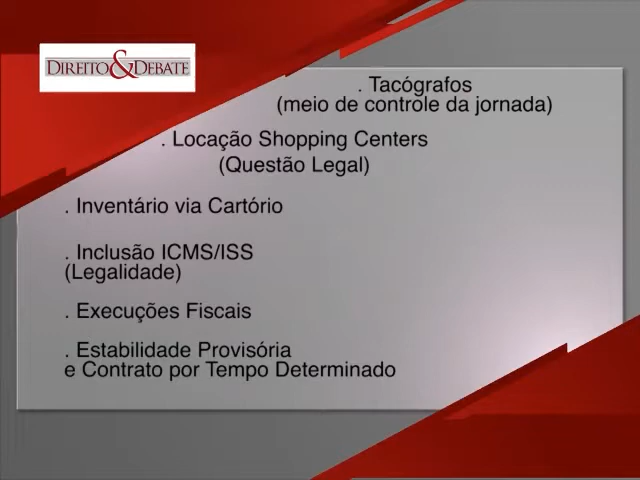 DIREITO&DEBATE
. Tacógrafos
(meio de controle da jornada)
. Locação Shopping Centers
(Questão Legal)
. Inventário via Cartório
. Inclusão ICMS/ISS
(Legalidade)
. Execuções Fiscais
. Estabilidade Provisória
e Contrato por Tempo Determinado